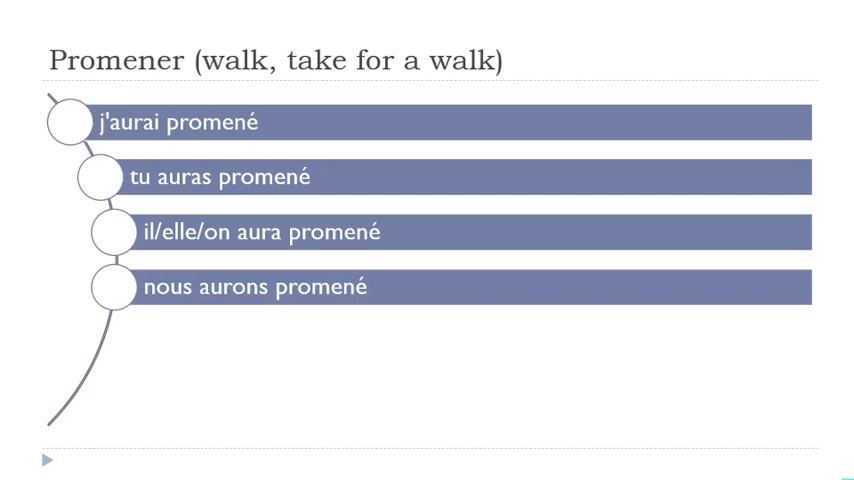 Promener (walk, take for a walk)
j'aurai promené
tu auras promené
il/elle/on aura promené
nous aurons promené